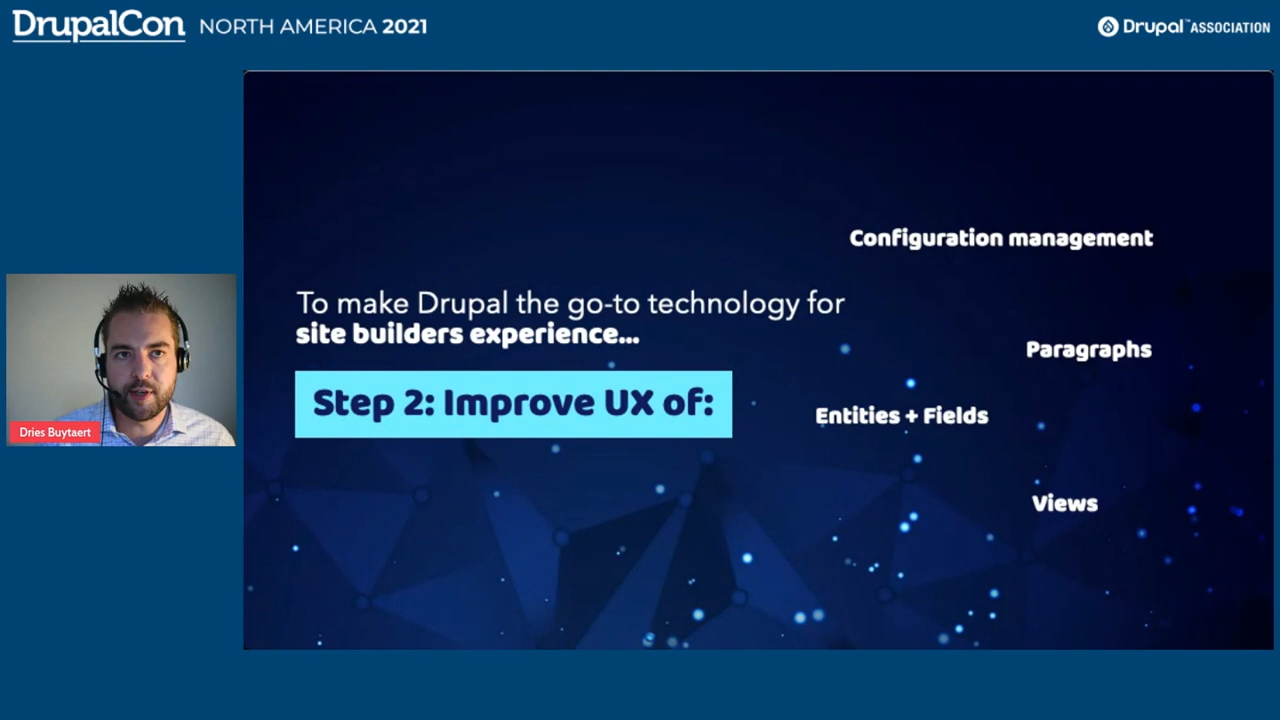 DrupalCon NORTH AMERICA 2021
Drupal™ ASSOCIATION
Configuration management
To make Drupal the go-to technology for
site builders experience...
Paragraphs
Step 2: Improve UX of:
Entities + Fields
Dries Buytaert
Views